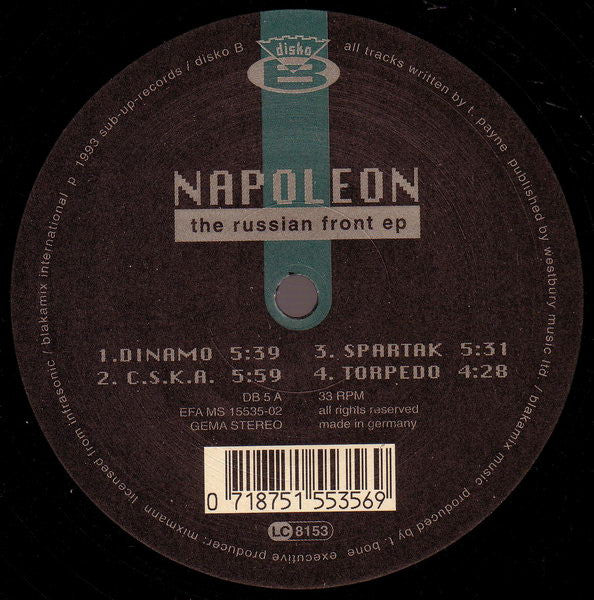 disko
B
p 1993 sub-up-records / disko B
all tracks written by t. payne published by westbury music ltd / blakamix music produced by t. bone executive producer: mixmann licensed from infrasonic / blakamix international
NAPOLEON
the russian front ep
1.DINAMO 5:39
2. C.S.K.A. 5:59
3. SPARTAK 5:31
4. TORPEDO 4:28
DB 5 A
EFA MS 15535-02
GEMA STEREO
33 RPM
all rights reserved
made in germany
0 718751 553569
LC 8153